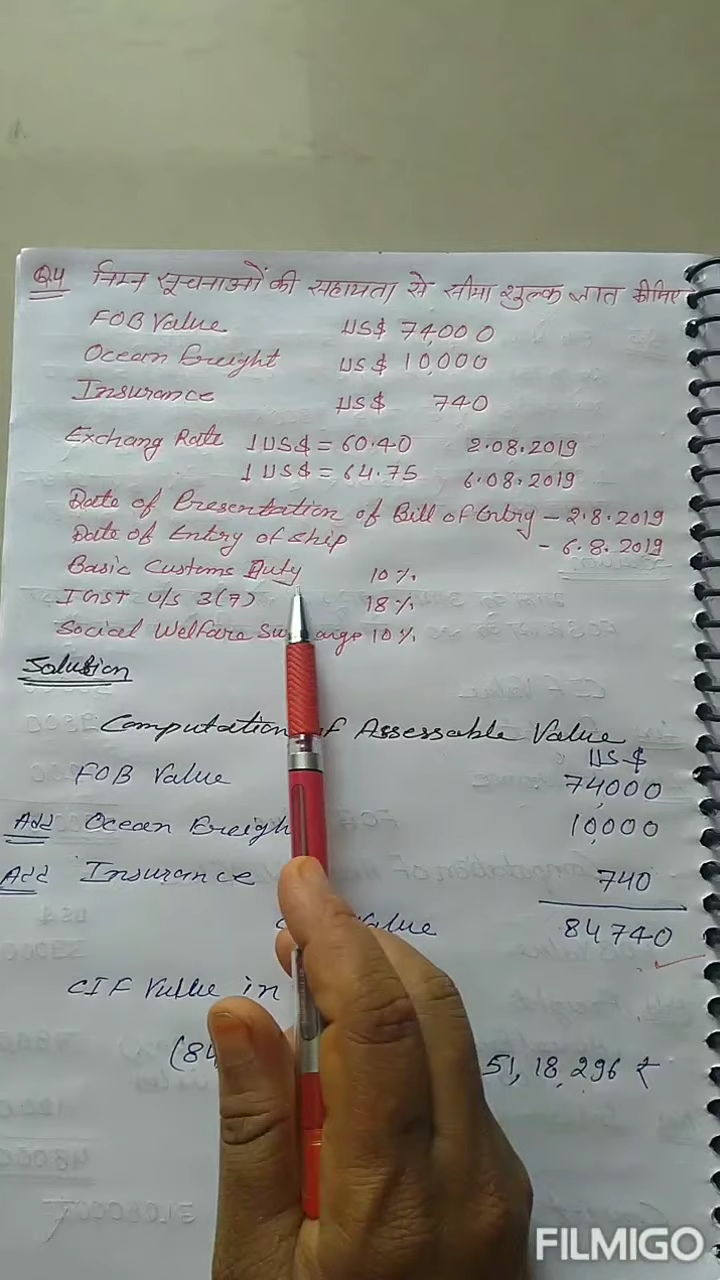 Q4 निम्न सूचनाओं की सहायता से सीमा शुल्क ज्ञात कीजिए
FOB Value US$ 74,000
Ocean Freight US$ 10,000
Insurance US$ 740
Exchang Rate 1 US$ = 60.40 2.08.2019
1 US$ = 64.75 6.08.2019
Date of Presentation of Bill of Entry - 2.8.2019
Date of Entry of Ship - 6.8.2019
Basic Customs Duty 10%
IGST U/S 3(7) 18%
Social Welfare 10%
Solution
Computation of Assessable Value
US $
FOB Value 74,000
Add Ocean 10,000
Add Insurance 740
Value 84740
CIF Value in
51,18,296 ₹
FILMIGO